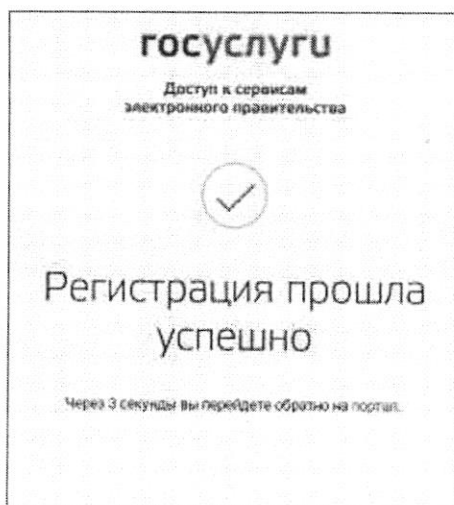 госуслуги
Доступ к сервисам
электронного правительства
Регистрация прошла
успешно
Через 3 секунды вы перейдете обратно на портал.